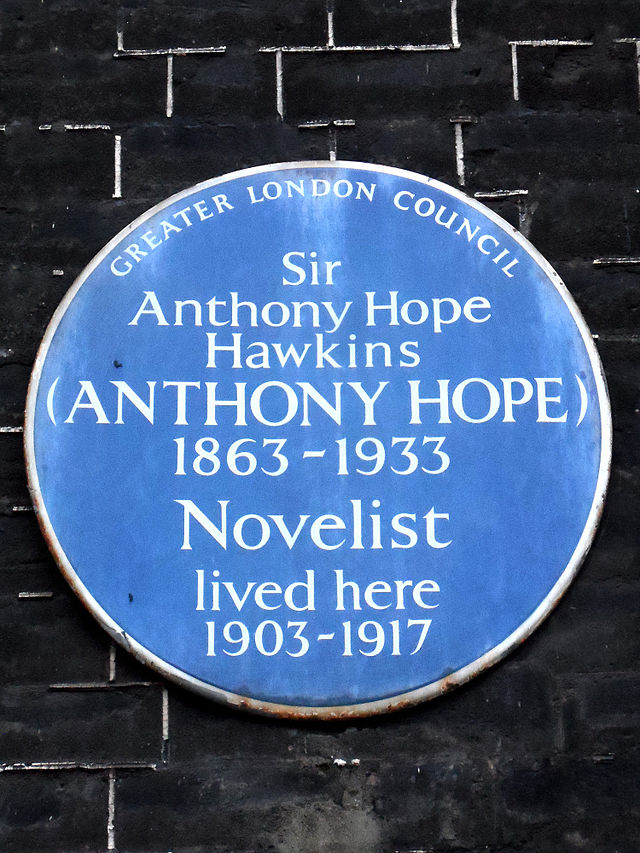 GREATER LONDON COUNCIL
Sir
Anthony Hope
Hawkins
(ANTHONY HOPE)
1863-1933
Novelist
lived here
1903-1917